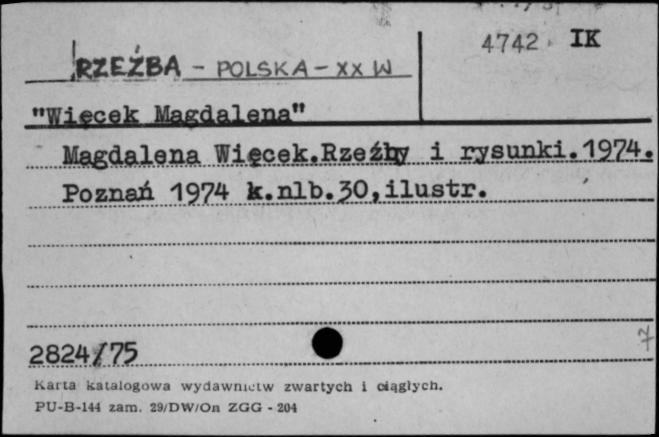 4742 IK
RZEŹBA - POLSKA - XX W
"Więcek Magdalena"
Magdalena Więcek.Rzeźby i rysunki.1974.
Poznań 1974 k.nlb.30,ilustr.
2824/75
Karta katalogowa wydawnictw zwartych i ciągłych.
PU-B-144 zam. 29/DW/On ZGG - 204